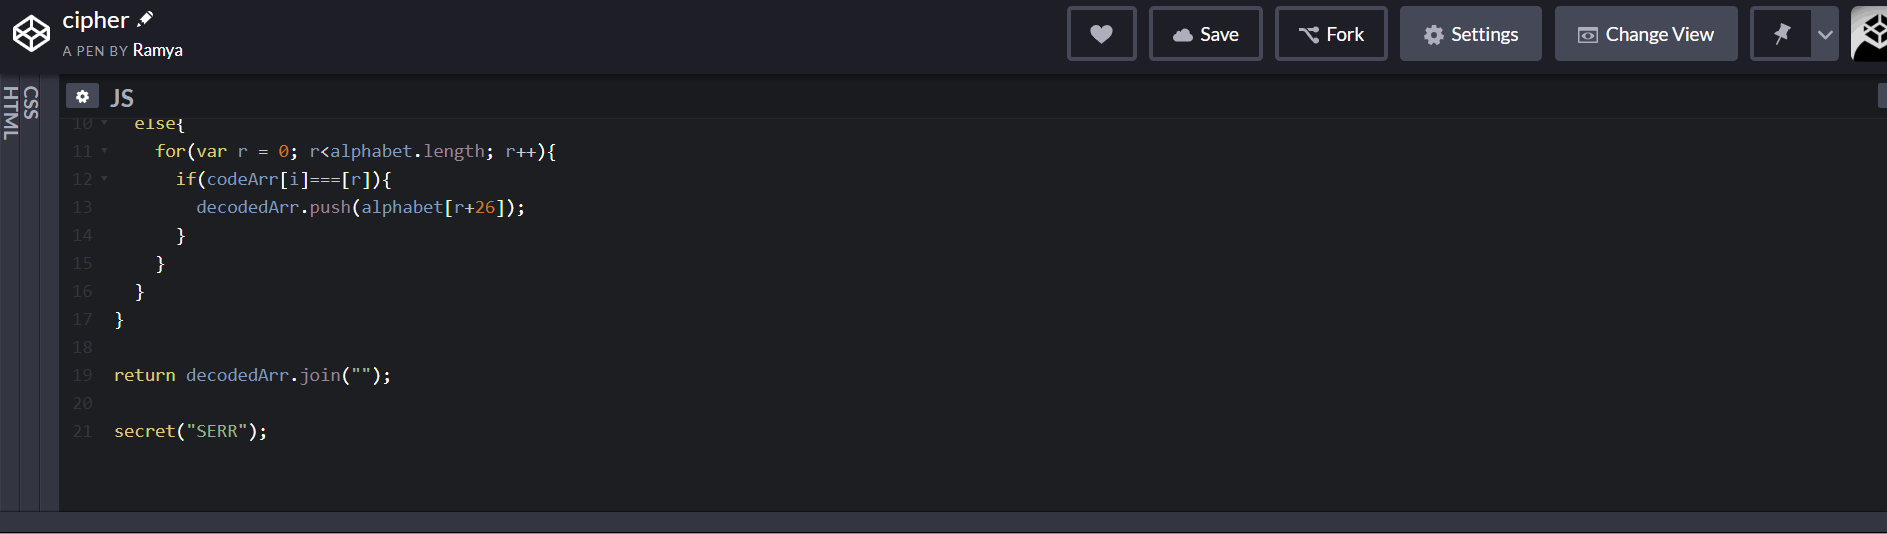 cipher
A PEN BY Ramya
Save
Fork
Settings
Change View
HTML
CSS
JS
10 else{
11 for(var r = 0; r<alphabet.length; r++){
12 if(codeArr[i]===[r]){
13 decodedArr.push(alphabet[r+26]);
14 }
15 }
16 }
17 }
18
19 return decodedArr.join("");
20
21 secret("SERR");